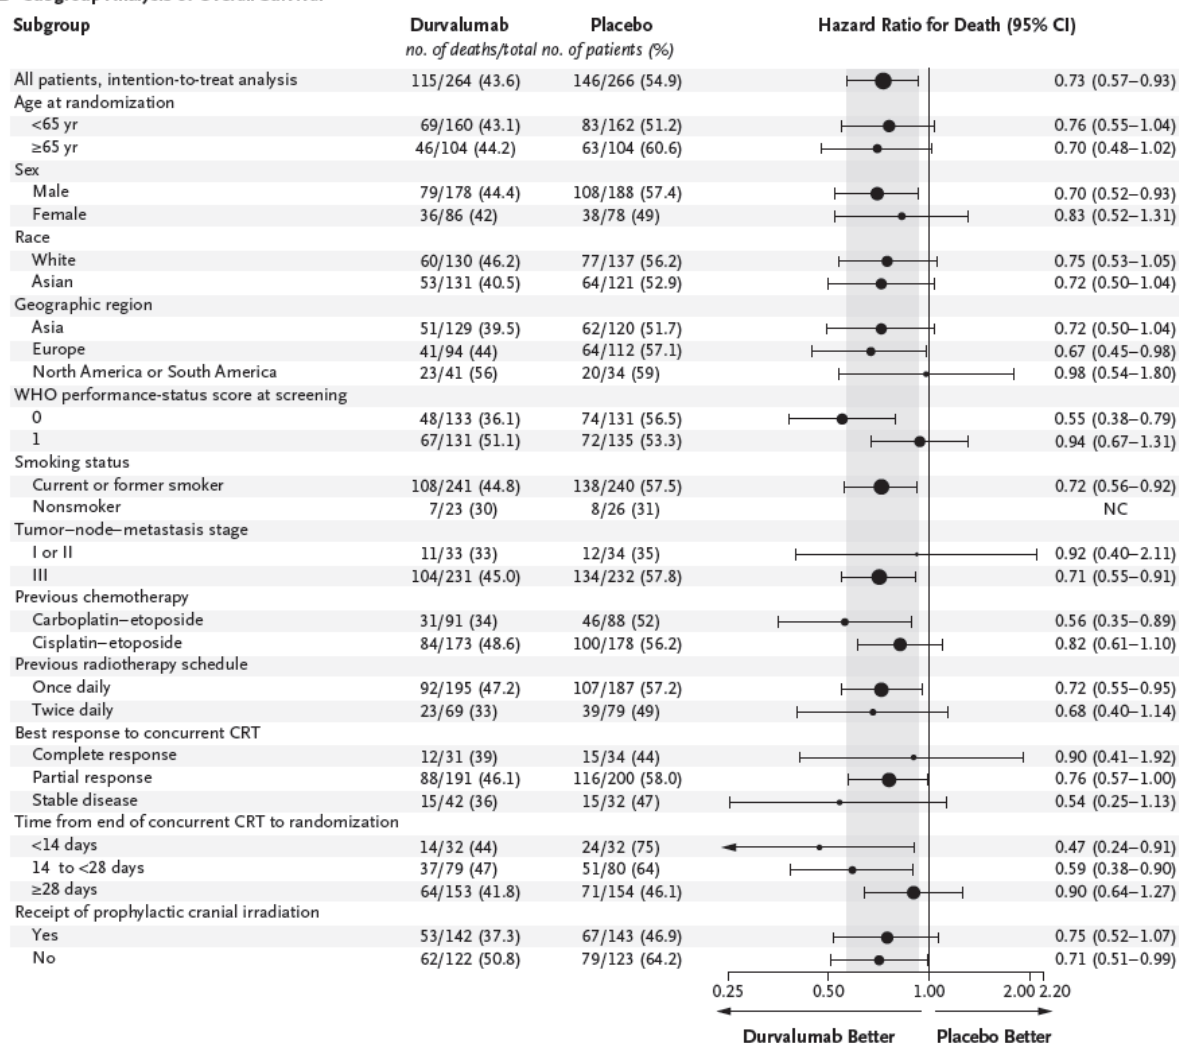 Subgroup Durvalumab Placebo Hazard Ratio for Death (95% CI)
no. of deaths/total no. of patients (%)
All patients, intention-to-treat analysis 115/264 (43.6) 146/266 (54.9) 0.73 (0.57–0.93)
Age at randomization
<65 yr 69/160 (43.1) 83/162 (51.2) 0.76 (0.55–1.04)
≥65 yr 46/104 (44.2) 63/104 (60.6) 0.70 (0.48–1.02)
Sex
Male 79/178 (44.4) 108/188 (57.4) 0.70 (0.52–0.93)
Female 36/86 (42) 38/78 (49) 0.83 (0.52–1.31)
Race
White 60/130 (46.2) 77/137 (56.2) 0.75 (0.53–1.05)
Asian 53/131 (40.5) 64/121 (52.9) 0.72 (0.50–1.04)
Geographic region
Asia 51/129 (39.5) 62/120 (51.7) 0.72 (0.50–1.04)
Europe 41/94 (44) 64/112 (57.1) 0.67 (0.45–0.98)
North America or South America 23/41 (56) 20/34 (59) 0.98 (0.54–1.80)
WHO performance-status score at screening
0 48/133 (36.1) 74/131 (56.5) 0.55 (0.38–0.79)
1 67/131 (51.1) 72/135 (53.3) 0.94 (0.67–1.31)
Smoking status
Current or former smoker 108/241 (44.8) 138/240 (57.5) 0.72 (0.56–0.92)
Nonsmoker 7/23 (30) 8/26 (31) NC
Tumor–node–metastasis stage
I or II 11/33 (33) 12/34 (35) 0.92 (0.40–2.11)
III 104/231 (45.0) 134/232 (57.8) 0.71 (0.55–0.91)
Previous chemotherapy
Carboplatin–etoposide 31/91 (34) 46/88 (52) 0.56 (0.35–0.89)
Cisplatin–etoposide 84/173 (48.6) 100/178 (56.2) 0.82 (0.61–1.10)
Previous radiotherapy schedule
Once daily 92/195 (47.2) 107/187 (57.2) 0.72 (0.55–0.95)
Twice daily 23/69 (33) 39/79 (49) 0.68 (0.40–1.14)
Best response to concurrent CRT
Complete response 12/31 (39) 15/34 (44) 0.90 (0.41–1.92)
Partial response 88/191 (46.1) 116/200 (58.0) 0.76 (0.57–1.00)
Stable disease 15/42 (36) 15/32 (47) 0.54 (0.25–1.13)
Time from end of concurrent CRT to randomization
<14 days 14/32 (44) 24/32 (75) 0.47 (0.24–0.91)
14 to <28 days 37/79 (47) 51/80 (64) 0.59 (0.38–0.90)
≥28 days 64/153 (41.8) 71/154 (46.1) 0.90 (0.64–1.27)
Receipt of prophylactic cranial irradiation
Yes 53/142 (37.3) 67/143 (46.9) 0.75 (0.52–1.07)
No 62/122 (50.8) 79/123 (64.2) 0.71 (0.51–0.99)
0.25 0.50 1.00 2.00 2.20
Durvalumab Better Placebo Better